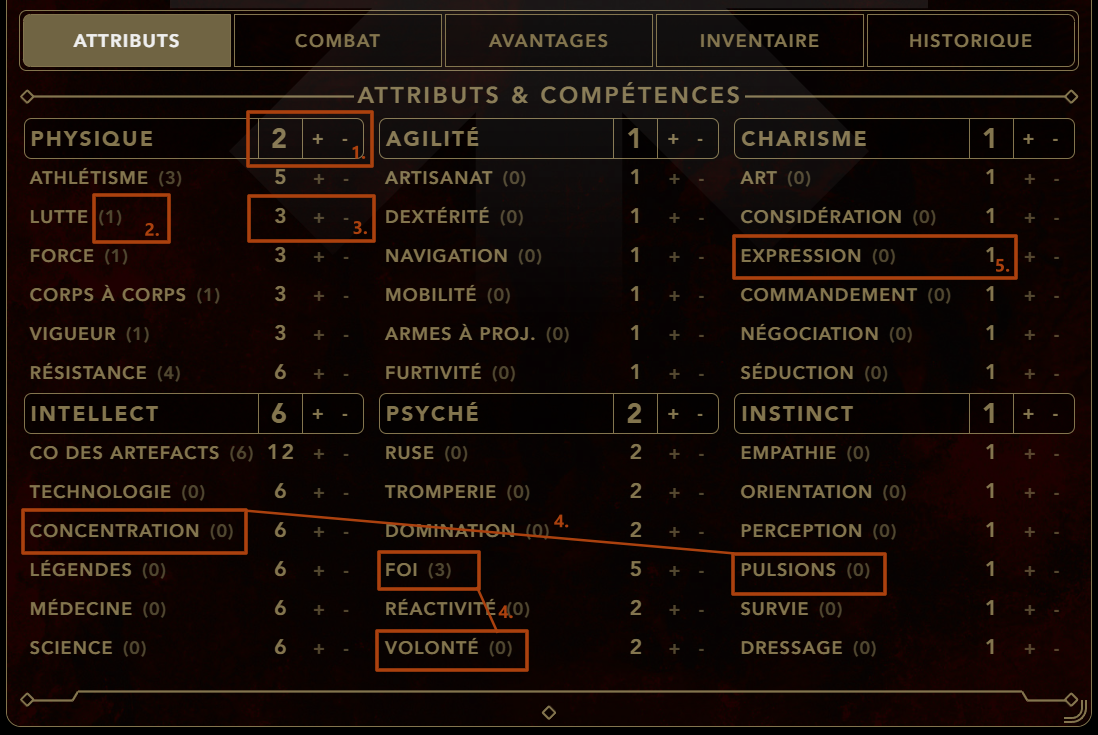 ATTRIBUTS COMBAT AVANTAGES INVENTAIRE HISTORIQUE
ATTRIBUTS & COMPÉTENCES
PHYSIQUE 2 + - 1.
ATHLÉTISME (3) 5 + -
LUTTE (1) 2. 3 + - 3.
FORCE (1) 3 + -
CORPS À CORPS (1) 3 + -
VIGUEUR (1) 3 + -
RÉSISTANCE (4) 6 + -
AGILITÉ 1 + -
ARTISANAT (0) 1 + -
DEXTÉRITÉ (0) 1 + -
NAVIGATION (0) 1 + -
MOBILITÉ (0) 1 + -
ARMES À PROJ. (0) 1 + -
FURTIVITÉ (0) 1 + -
CHARISME 1 + -
ART (0) 1 + -
CONSIDÉRATION (0) 1 + -
EXPRESSION (0) 1 5. + -
COMMANDEMENT (0) 1 + -
NÉGOCIATION (0) 1 + -
SÉDUCTION (0) 1 + -
INTELLECT 6 + -
CO DES ARTEFACTS (6) 12 + -
TECHNOLOGIE (0) 6 + -
CONCENTRATION (0) 6 + -
LÉGENDES (0) 6 + -
MÉDECINE (0) 6 + -
SCIENCE (0) 6 + -
PSYCHÉ 2 + -
RUSE (0) 2 + -
TROMPERIE (0) 2 + -
DOMINATION (0) 4. 2 + -
FOI (3) 5 + -
RÉACTIVITÉ 4. (0) 2 + -
VOLONTÉ (0) 2 + -
INSTINCT 1 + -
EMPATHIE (0) 1 + -
ORIENTATION (0) 1 + -
PERCEPTION (0) 1 + -
PULSIONS (0) 1 + -
SURVIE (0) 1 + -
DRESSAGE (0) 1 + -